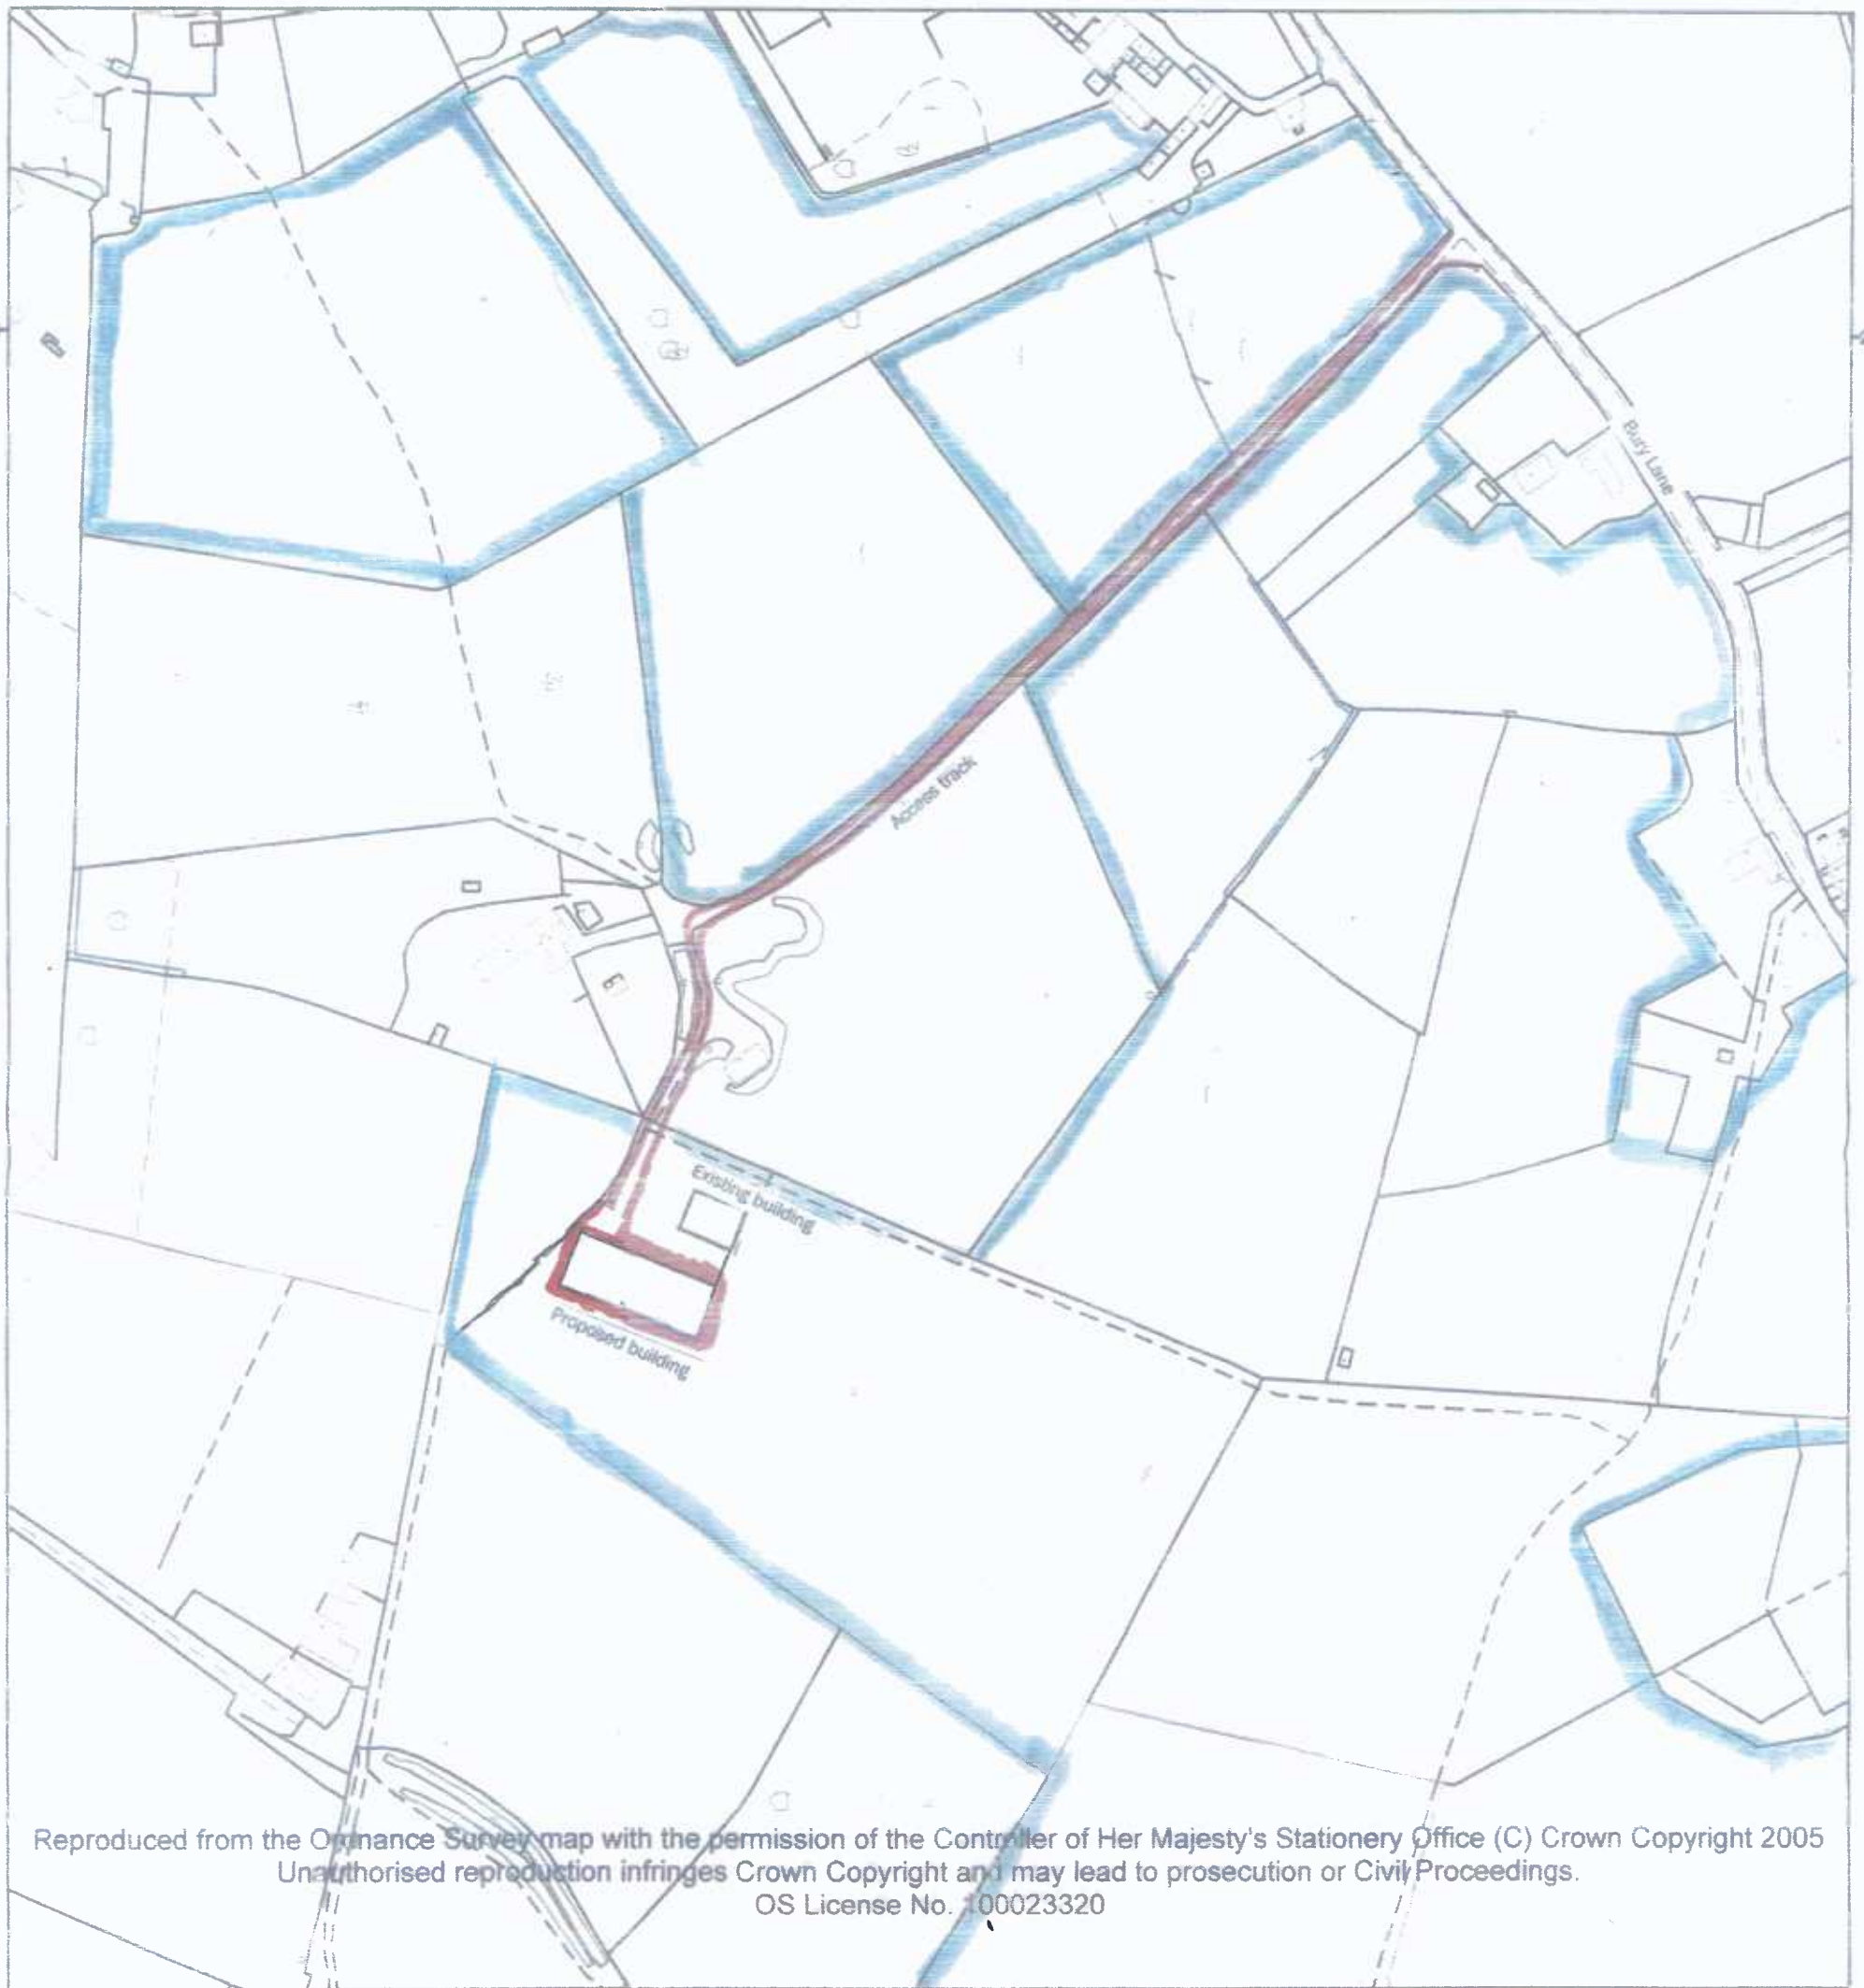 Bury Lane
Access track
Existing building
Proposed building
Reproduced from the Ordnance Survey map with the permission of the Controller of Her Majesty's Stationery Office (C) Crown Copyright 2005
Unauthorised reproduction infringes Crown Copyright and may lead to prosecution or Civil Proceedings.
OS License No. 100023320